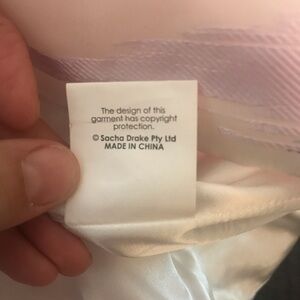 The design of this
garment has copyright
protection.
© Sacha Drake Pty Ltd
MADE IN CHINA